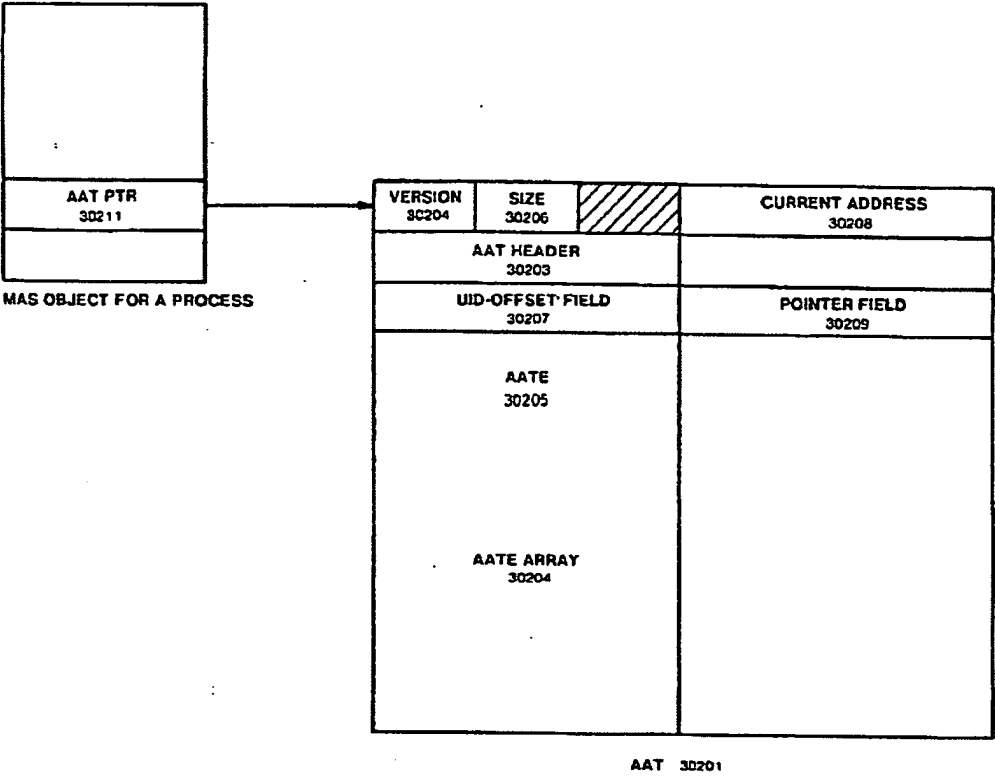 AAT PTR
30211
MAS OBJECT FOR A PROCESS
VERSION
30204
SIZE
30206
CURRENT ADDRESS
30208
AAT HEADER
30203
UID-OFFSET FIELD
30207
POINTER FIELD
30209
AATE
30205
AATE ARRAY
30204
AAT 30201